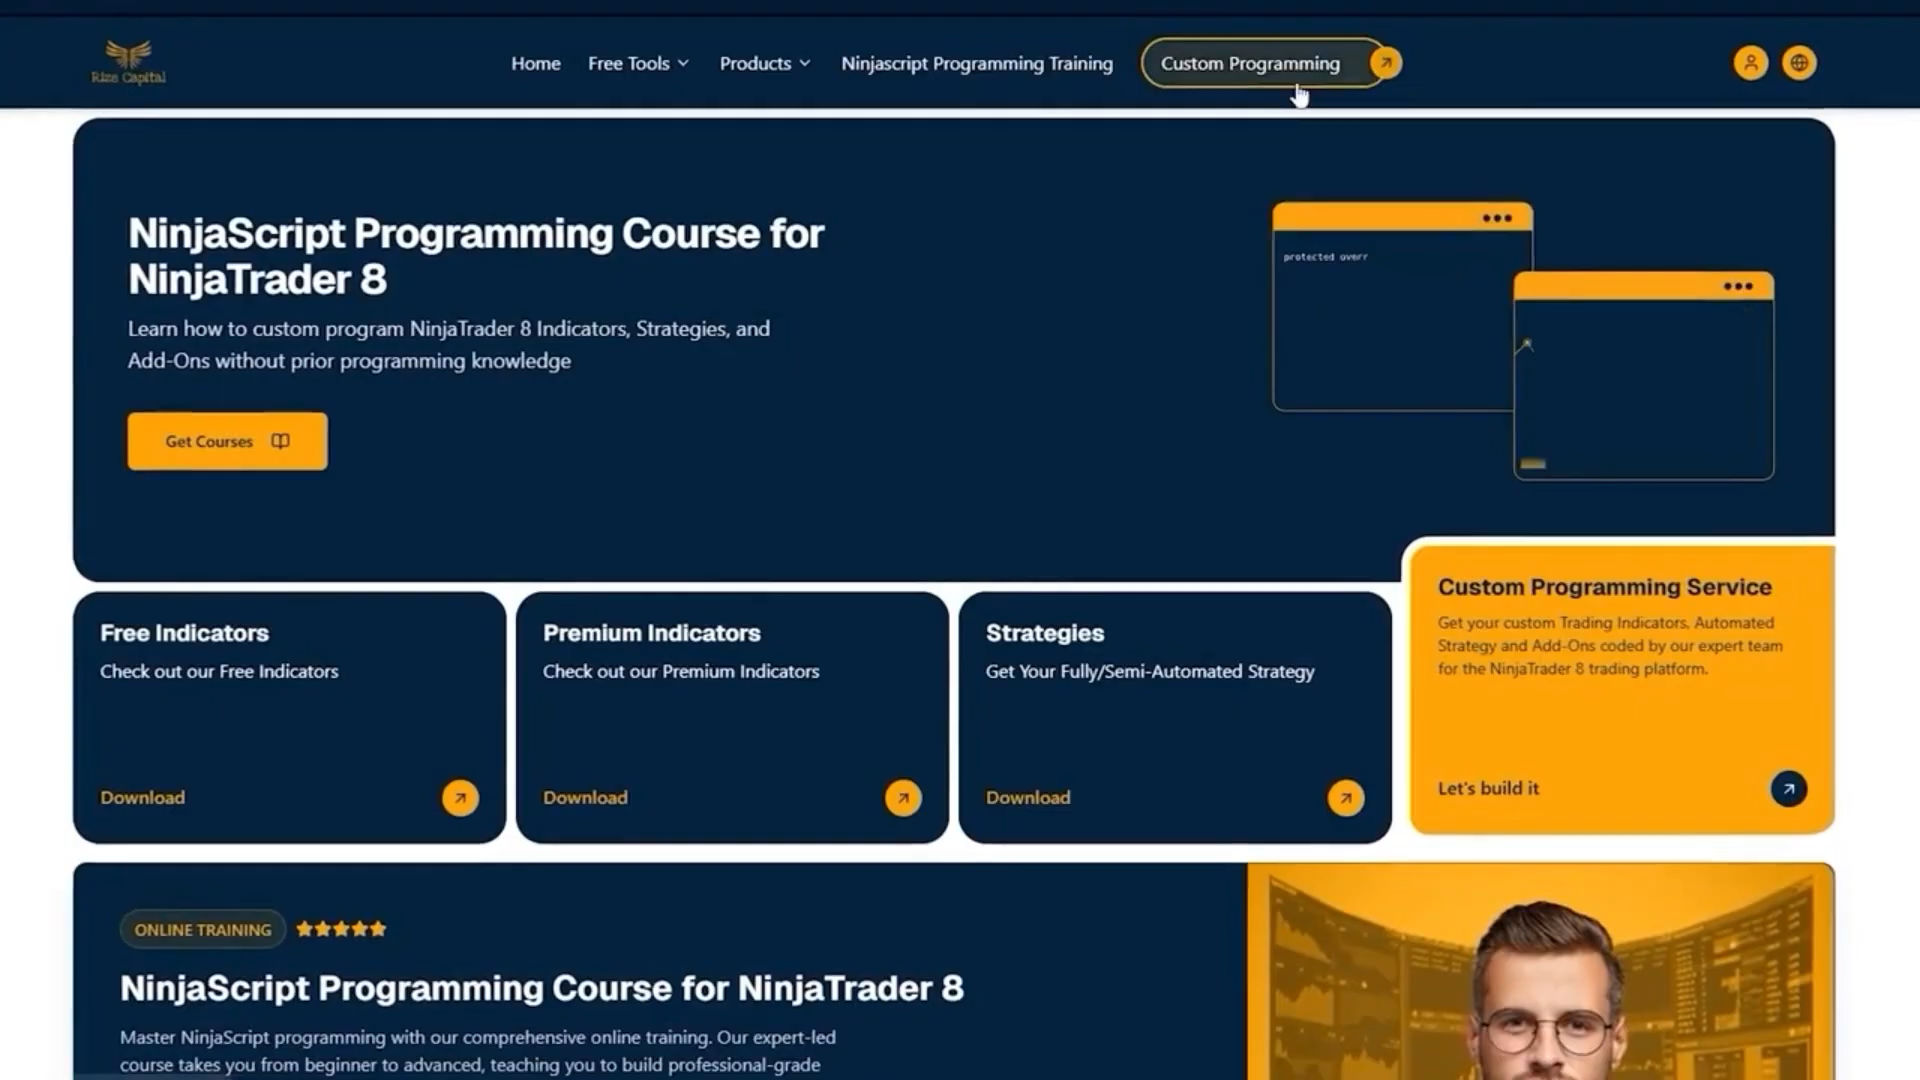 Rize Capital
Home
Free Tools
Products
Ninjascript Programming Training
Custom Programming
NinjaScript Programming Course for
NinjaTrader 8
Learn how to custom program NinjaTrader 8 Indicators, Strategies, and
Add-Ons without prior programming knowledge
Get Courses
protected overr
Free Indicators
Check out our Free Indicators
Download
Premium Indicators
Check out our Premium Indicators
Download
Strategies
Get Your Fully/Semi-Automated Strategy
Download
Custom Programming Service
Get your custom Trading Indicators, Automated
Strategy and Add-Ons coded by our expert team
for the NinjaTrader 8 trading platform.
Let's build it
ONLINE TRAINING
NinjaScript Programming Course for NinjaTrader 8
Master NinjaScript programming with our comprehensive online training. Our expert-led
course takes you from beginner to advanced, teaching you to build professional-grade